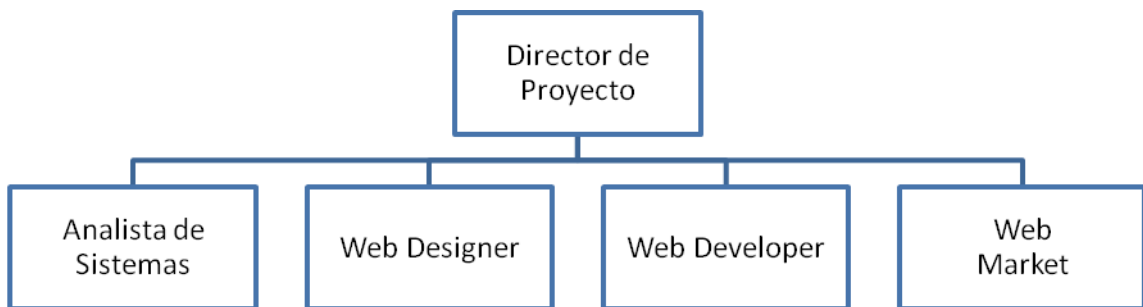 Director de
Proyecto
Analista de
Sistemas
Web Designer
Web Developer
Web
Market